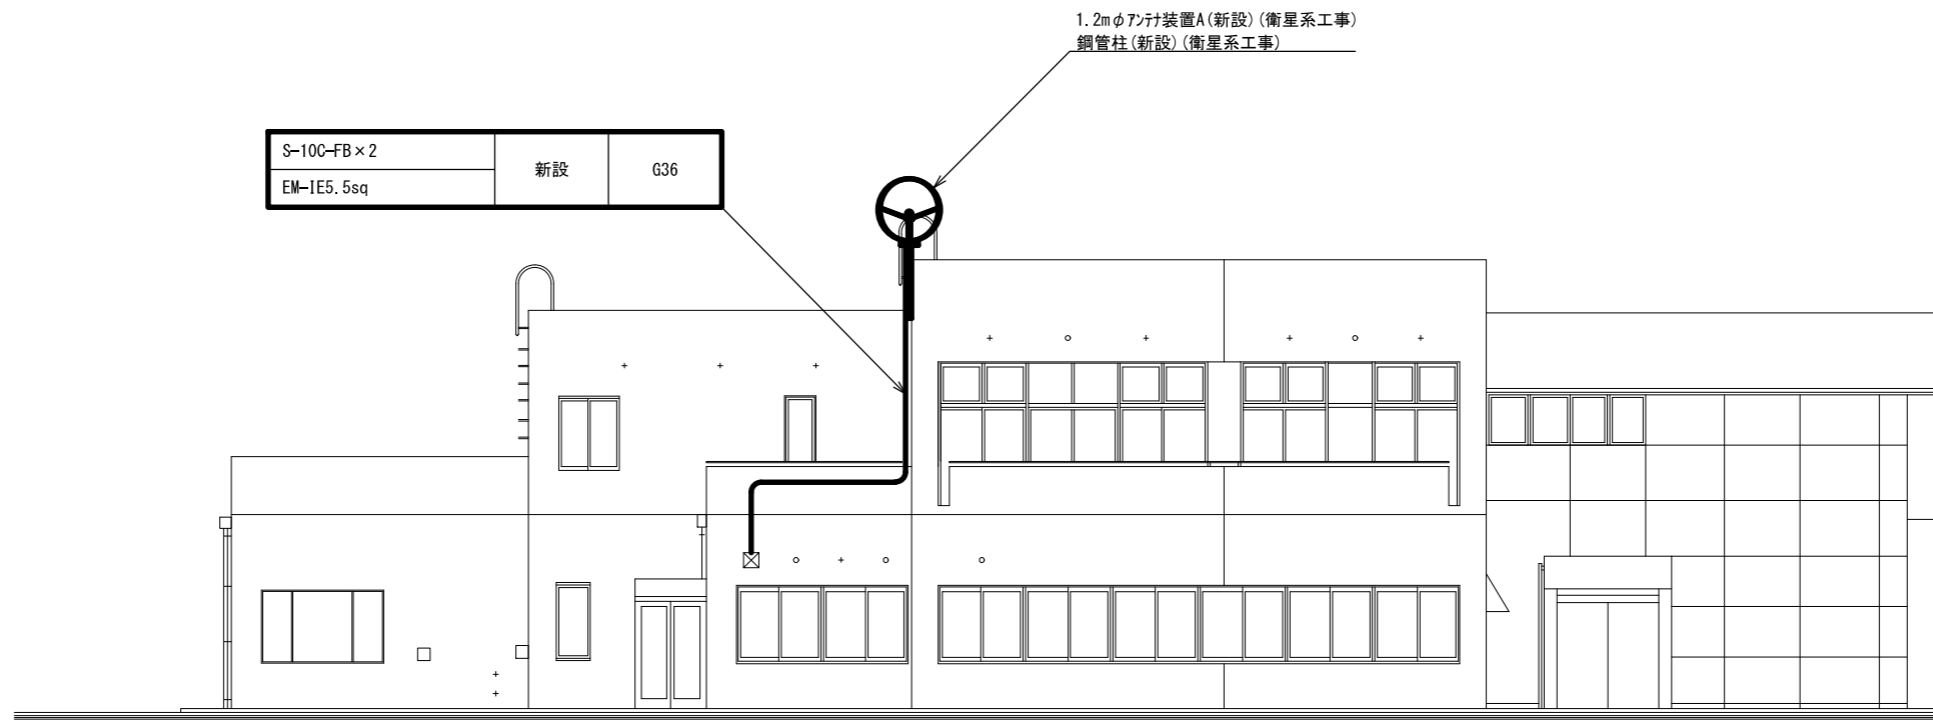 1.2mφアンテナ装置A(新設)(衛星系工事)
鋼管柱(新設)(衛星系工事)
S-10C-FB×2
EM-IE5.5sq
新設
G36